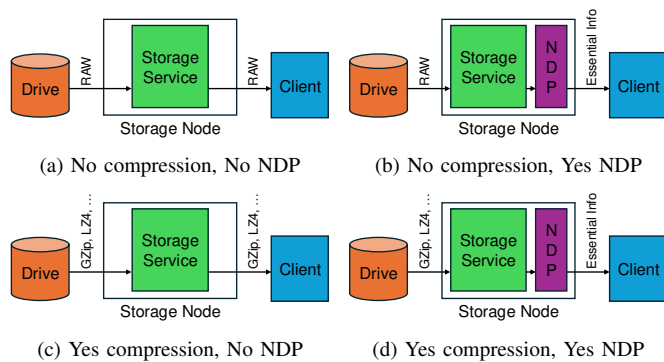 RAW
RAW
Drive
Storage
Service
Client
Storage Node
(a) No compression, No NDP
RAW
Essential Info
Drive
Storage
Service
N
D
P
Client
Storage Node
(b) No compression, Yes NDP
GZip, LZ4, …
GZip, LZ4, …
Drive
Storage
Service
Client
Storage Node
(c) Yes compression, No NDP
GZip, LZ4, …
Essential Info
Drive
Storage
Service
N
D
P
Client
Storage Node
(d) Yes compression, Yes NDP